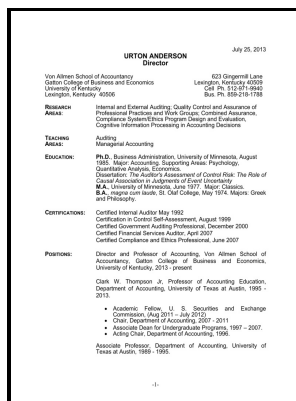 July 25, 2013
URTON ANDERSON
Director
Von Allmen School of Accountancy
Gatton College of Business and Economics
University of Kentucky
Lexington, Kentucky 40506
623 Gingermill Lane
Lexington, Kentucky 40509
Cell Ph. 512-971-9940
Bus. Ph. 859-218-1788
RESEARCH AREAS: Internal and External Auditing; Quality Control and Assurance of
Professional Practices and Work Groups; Combined Assurance,
Compliance System/Ethics Program Design and Evaluation,
Cognitive Information Processing in Accounting Decisions
TEACHING AREAS: Auditing
Managerial Accounting
EDUCATION: Ph.D., Business Administration, University of Minnesota, August
1985. Major: Accounting. Supporting Areas: Psychology,
Quantitative Analysis, Economics.
Dissertation: The Auditor's Assessment of Control Risk: The Role of
Causal Association in Judgments of Event Uncertainty
M.A., University of Minnesota, June 1977. Major: Classics.
B.A., magna cum laude, St. Olaf College, May 1974. Majors: Greek
and Philosophy.
CERTIFICATIONS: Certified Internal Auditor May 1992
Certification in Control Self-Assessment, August 1999
Certified Government Auditing Professional, December 2000
Certified Financial Services Auditor, April 2007
Certified Compliance and Ethics Professional, June 2007
POSITIONS: Director and Professor of Accounting, Von Allmen School of
Accountancy, Gatton College of Business and Economics,
University of Kentucky, 2013 - present
Clark W. Thompson Jr, Professor of Accounting Education,
Department of Accounting, University of Texas at Austin, 1995 -
2013.
• Academic Fellow, U. S. Securities and Exchange
Commission, (Aug 2011 – July 2012)
• Chair, Department of Accounting, 2007 - 2011
• Associate Dean for Undergraduate Programs, 1997 – 2007.
• Acting Chair, Department of Accounting, 1996.
Associate Professor, Department of Accounting, University of
Texas at Austin, 1989 - 1995.
-1-